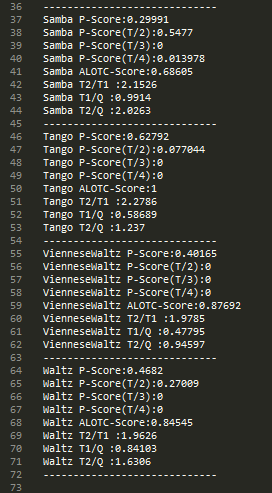 36 ------------------------------
37 Samba P-Score:0.29991
38 Samba P-Score(T/2):0.5477
39 Samba P-Score(T/3):0
40 Samba P-Score(T/4):0.013978
41 Samba ALOTC-Score:0.68605
42 Samba T2/T1 :2.1526
43 Samba T1/Q :0.9914
44 Samba T2/Q :2.0263
45 ------------------------------
46 Tango P-Score:0.62792
47 Tango P-Score(T/2):0.077044
48 Tango P-Score(T/3):0
49 Tango P-Score(T/4):0
50 Tango ALOTC-Score:1
51 Tango T2/T1 :2.2786
52 Tango T1/Q :0.58689
53 Tango T2/Q :1.237
54 ------------------------------
55 VienneseWaltz P-Score:0.40165
56 VienneseWaltz P-Score(T/2):0
57 VienneseWaltz P-Score(T/3):0
58 VienneseWaltz P-Score(T/4):0
59 VienneseWaltz ALOTC-Score:0.87692
60 VienneseWaltz T2/T1 :1.9785
61 VienneseWaltz T1/Q :0.47795
62 VienneseWaltz T2/Q :0.94597
63 ------------------------------
64 Waltz P-Score:0.4682
65 Waltz P-Score(T/2):0.27009
66 Waltz P-Score(T/3):0
67 Waltz P-Score(T/4):0
68 Waltz ALOTC-Score:0.84545
69 Waltz T2/T1 :1.9626
70 Waltz T1/Q :0.84103
71 Waltz T2/Q :1.6306
72 ------------------------------
73